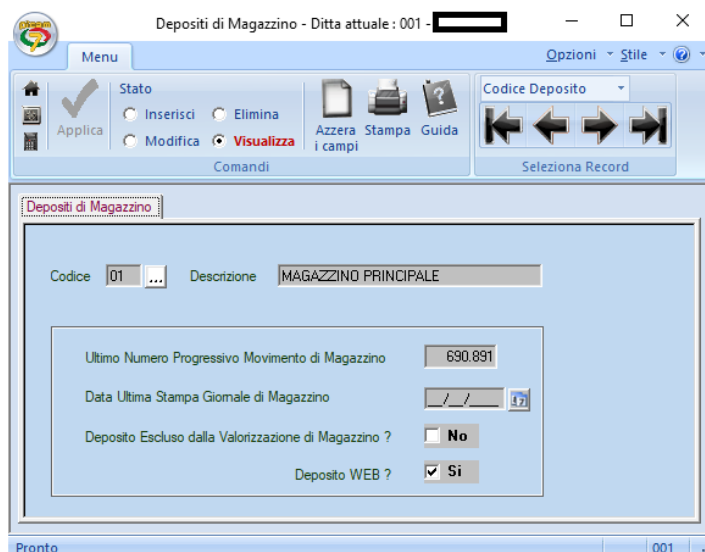 Depositi di Magazzino - Ditta attuale : 001 -
Menu
Opzioni Stile
Applica
Stato
Inserisci Elimina
Modifica Visualizza
Azzera i campi
Stampa
Guida
Comandi
Codice Deposito
Seleziona Record
Depositi di Magazzino
Codice 01 ... Descrizione MAGAZZINO PRINCIPALE
Ultimo Numero Progressivo Movimento di Magazzino 690.891
Data Ultima Stampa Giornale di Magazzino __/__/____
Deposito Escluso dalla Valorizzazione di Magazzino ? No
Deposito WEB ? Si
Pronto 001